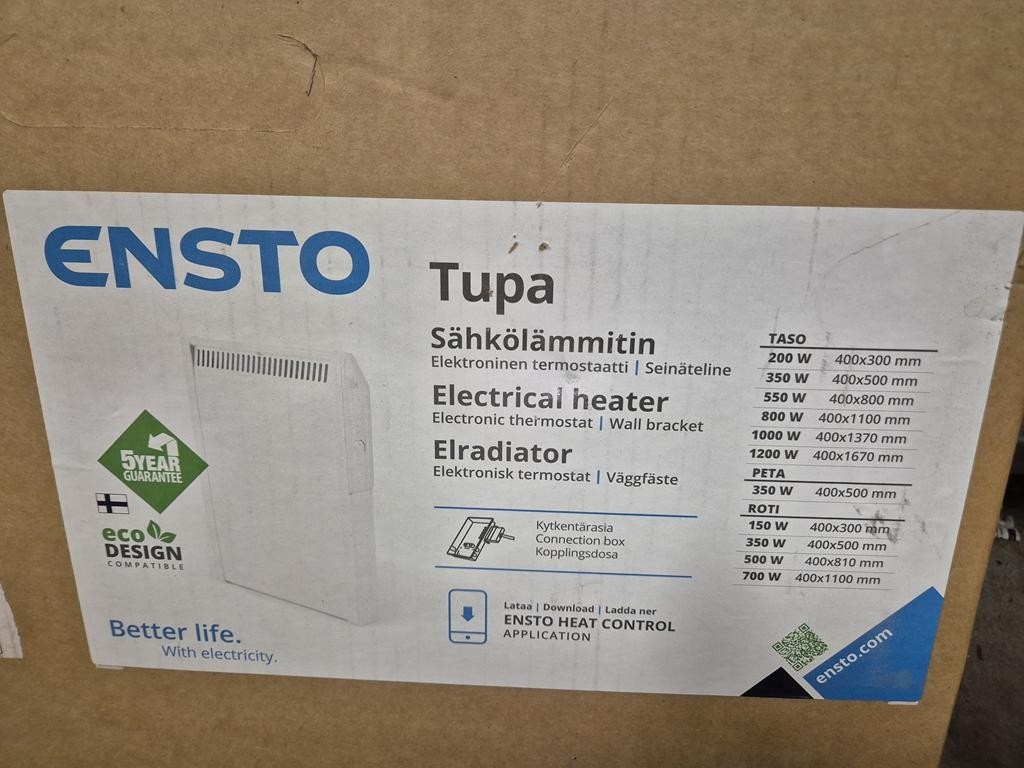 ENSTO
Tupa
Sähkölämmitin
Elektroninen termostaatti | Seinäteline
Electrical heater
Electronic thermostat | Wall bracket
Elradiator
Elektronisk termostat | Väggfäste
Kytkentärasia
Connection box
Kopplingsdosa
Lataa | Download | Ladda ner
ENSTO HEAT CONTROL
APPLICATION
TASO
200 W 400x300 mm
350 W 400x500 mm
550 W 400x800 mm
800 W 400x1100 mm
1000 W 400x1370 mm
1200 W 400x1670 mm
PETA
350 W 400x500 mm
ROTI
150 W 400x300 mm
350 W 400x500 mm
500 W 400x810 mm
700 W 400x1100 mm
5YEAR
GUARANTEE
eco
DESIGN
COMPATIBLE
Better life.
With electricity.
ensto.com